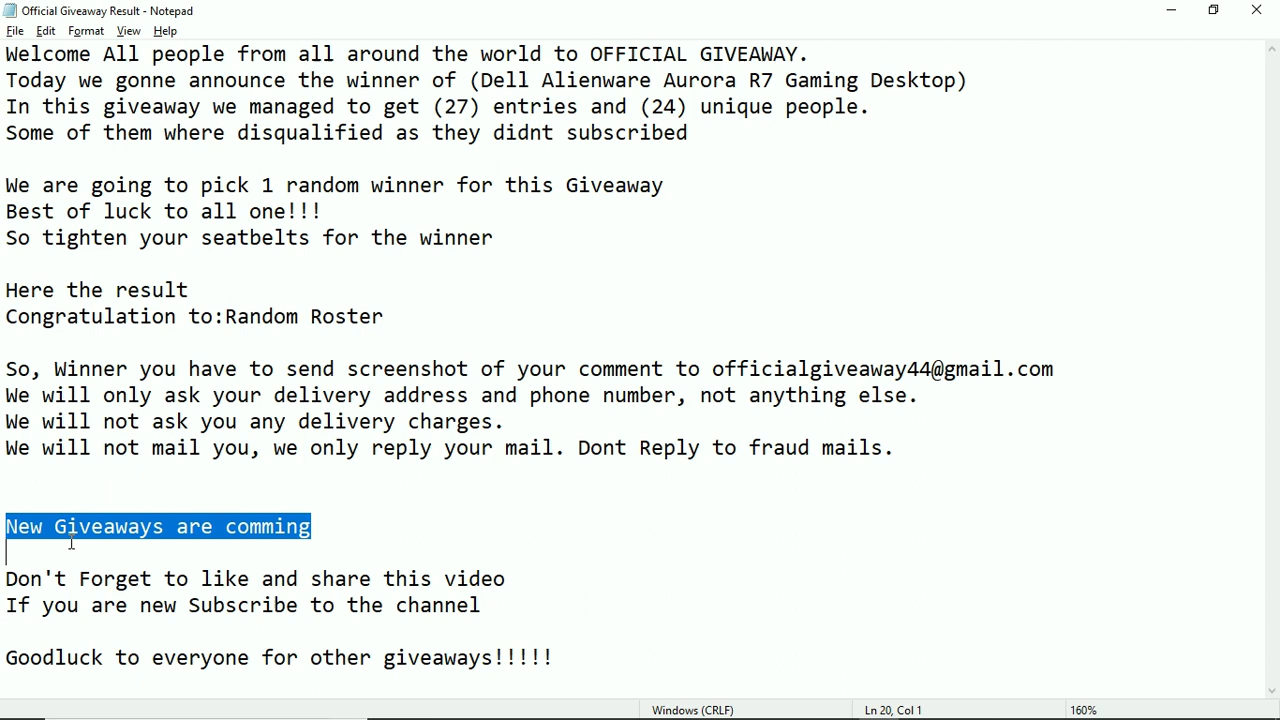 Official Giveaway Result - Notepad
File Edit Format View Help
Welcome All people from all around the world to OFFICIAL GIVEAWAY.
Today we gonne announce the winner of (Dell Alienware Aurora R7 Gaming Desktop)
In this giveaway we managed to get (27) entries and (24) unique people.
Some of them where disqualified as they didnt subscribed
We are going to pick 1 random winner for this Giveaway
Best of luck to all one!!!
So tighten your seatbelts for the winner
Here the result
Congratulation to:Random Roster
So, Winner you have to send screenshot of your comment to officialgiveaway44@gmail.com
We will only ask your delivery address and phone number, not anything else.
We will not ask you any delivery charges.
We will not mail you, we only reply your mail. Dont Reply to fraud mails.
New Giveaways are comming
Don't Forget to like and share this video
If you are new Subscribe to the channel
Goodluck to everyone for other giveaways!!!!!
Windows (CRLF) Ln 20, Col 1 160%